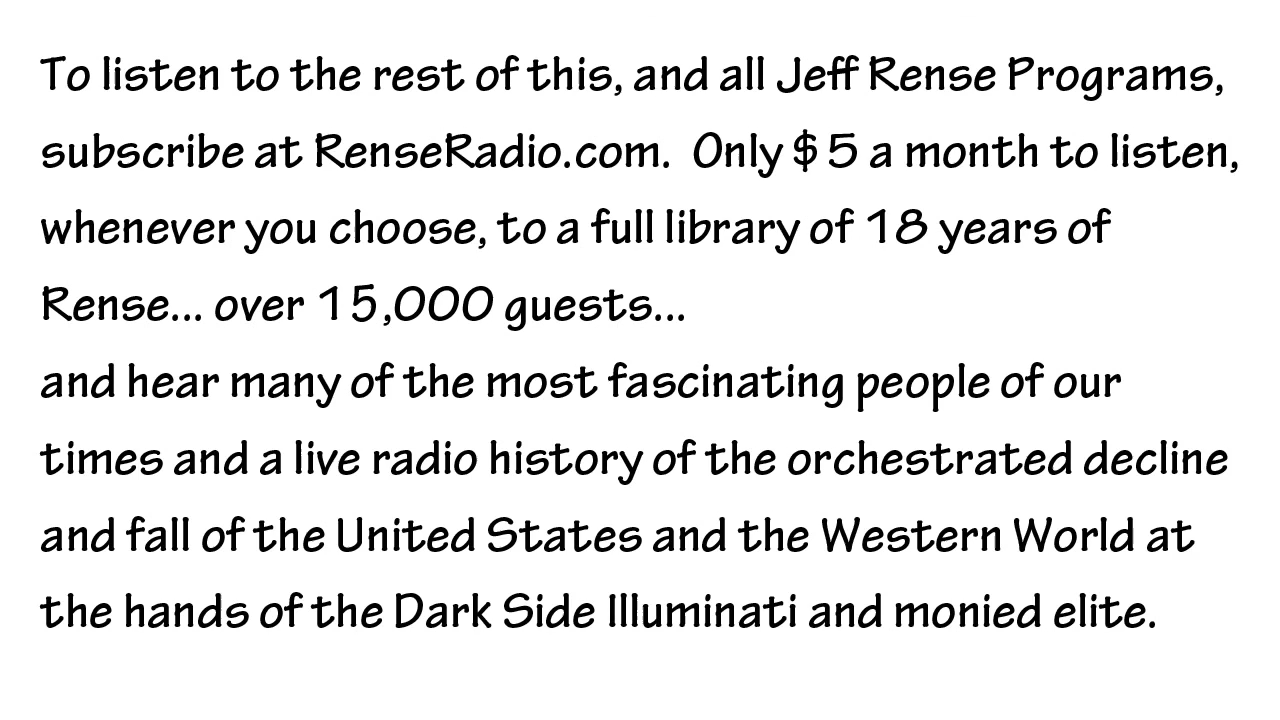 To listen to the rest of this, and all Jeff Rense Programs,
subscribe at RenseRadio.com.  Only $5 a month to listen,
whenever you choose, to a full library of 18 years of
Rense... over 15,000 guests...
and hear many of the most fascinating people of our
times and a live radio history of the orchestrated decline
and fall of the United States and the Western World at
the hands of the Dark Side Illuminati and monied elite.